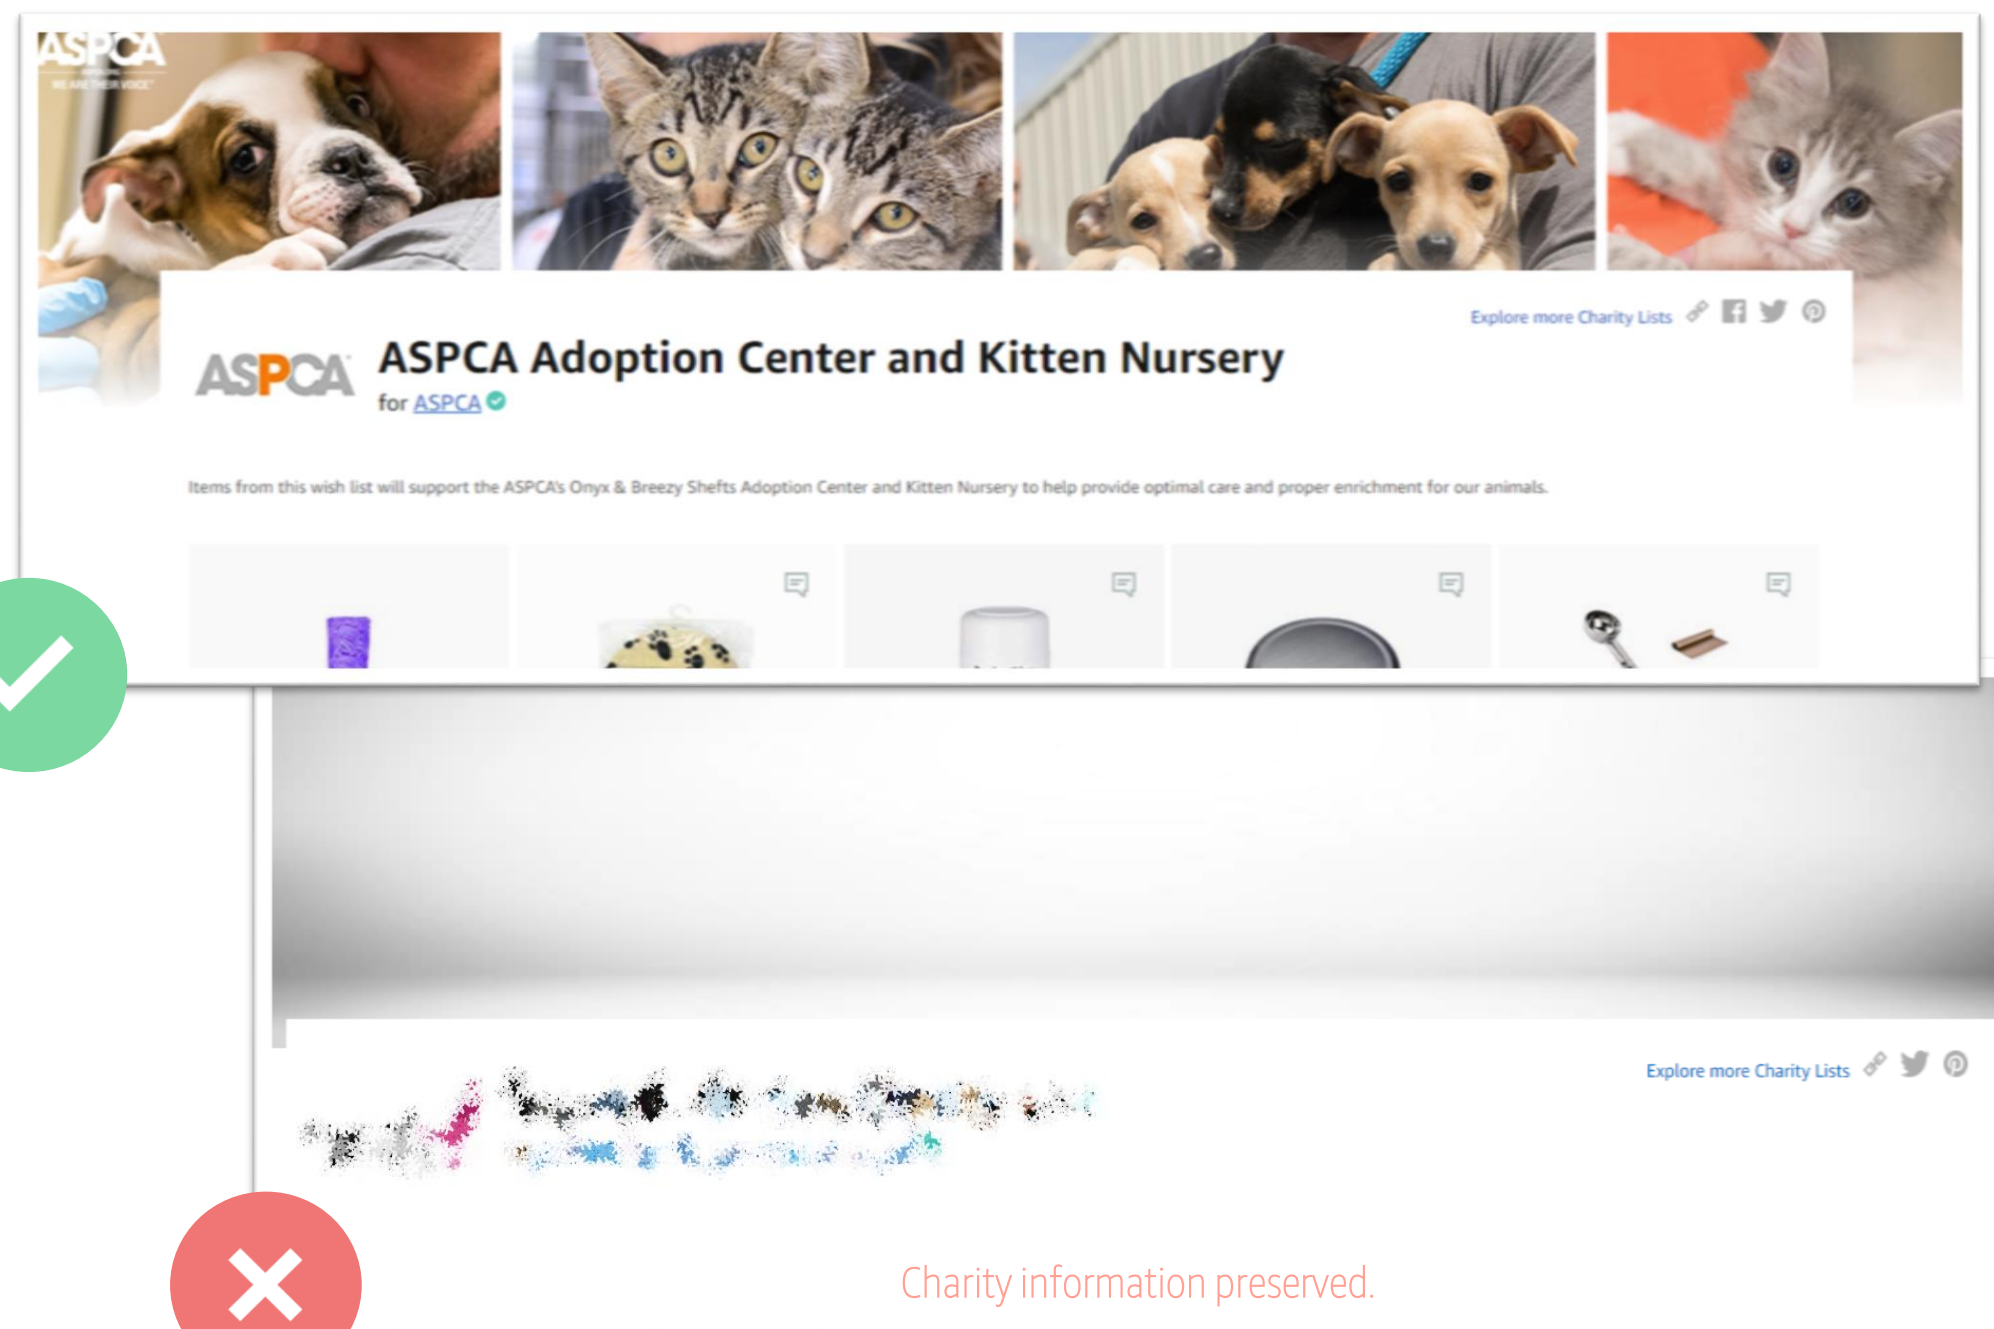 ASPCA
WE ARE THEIR VOICE
Explore more Charity Lists
ASPCA
ASPCA Adoption Center and Kitten Nursery
for ASPCA
Items from this wish list will support the ASPCA's Onyx & Breezy Shefts Adoption Center and Kitten Nursery to help provide optimal care and proper enrichment for our animals.
Explore more Charity Lists
Charity information preserved.